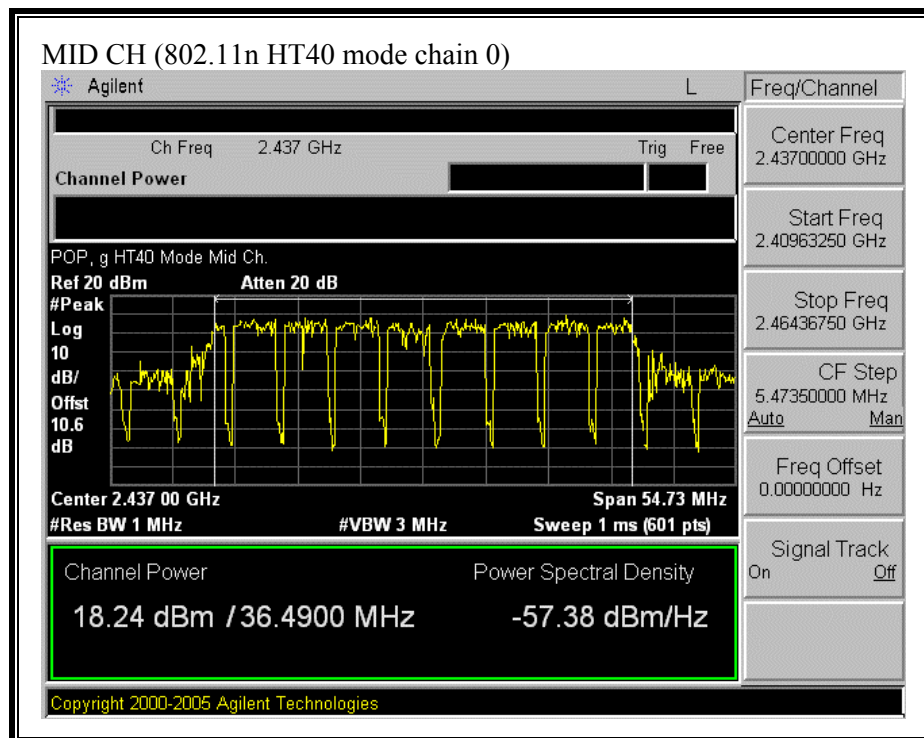 MID CH (802.11n HT40 mode chain 0)
Agilent L
Freq/Channel
Ch Freq 2.437 GHz Trig Free
Channel Power
Center Freq
2.43700000 GHz
Start Freq
2.40963250 GHz
Stop Freq
2.46436750 GHz
CF Step
5.47350000 MHz
Auto Man
Freq Offset
0.00000000 Hz
Signal Track
On Off
POP, g HT40 Mode Mid Ch.
Ref 20 dBm Atten 20 dB
#Peak
Log
10
dB/
Offst
10.6
dB
Center 2.437 00 GHz Span 54.73 MHz
#Res BW 1 MHz #VBW 3 MHz Sweep 1 ms (601 pts)
Channel Power Power Spectral Density
18.24 dBm / 36.4900 MHz -57.38 dBm/Hz
Copyright 2000-2005 Agilent Technologies